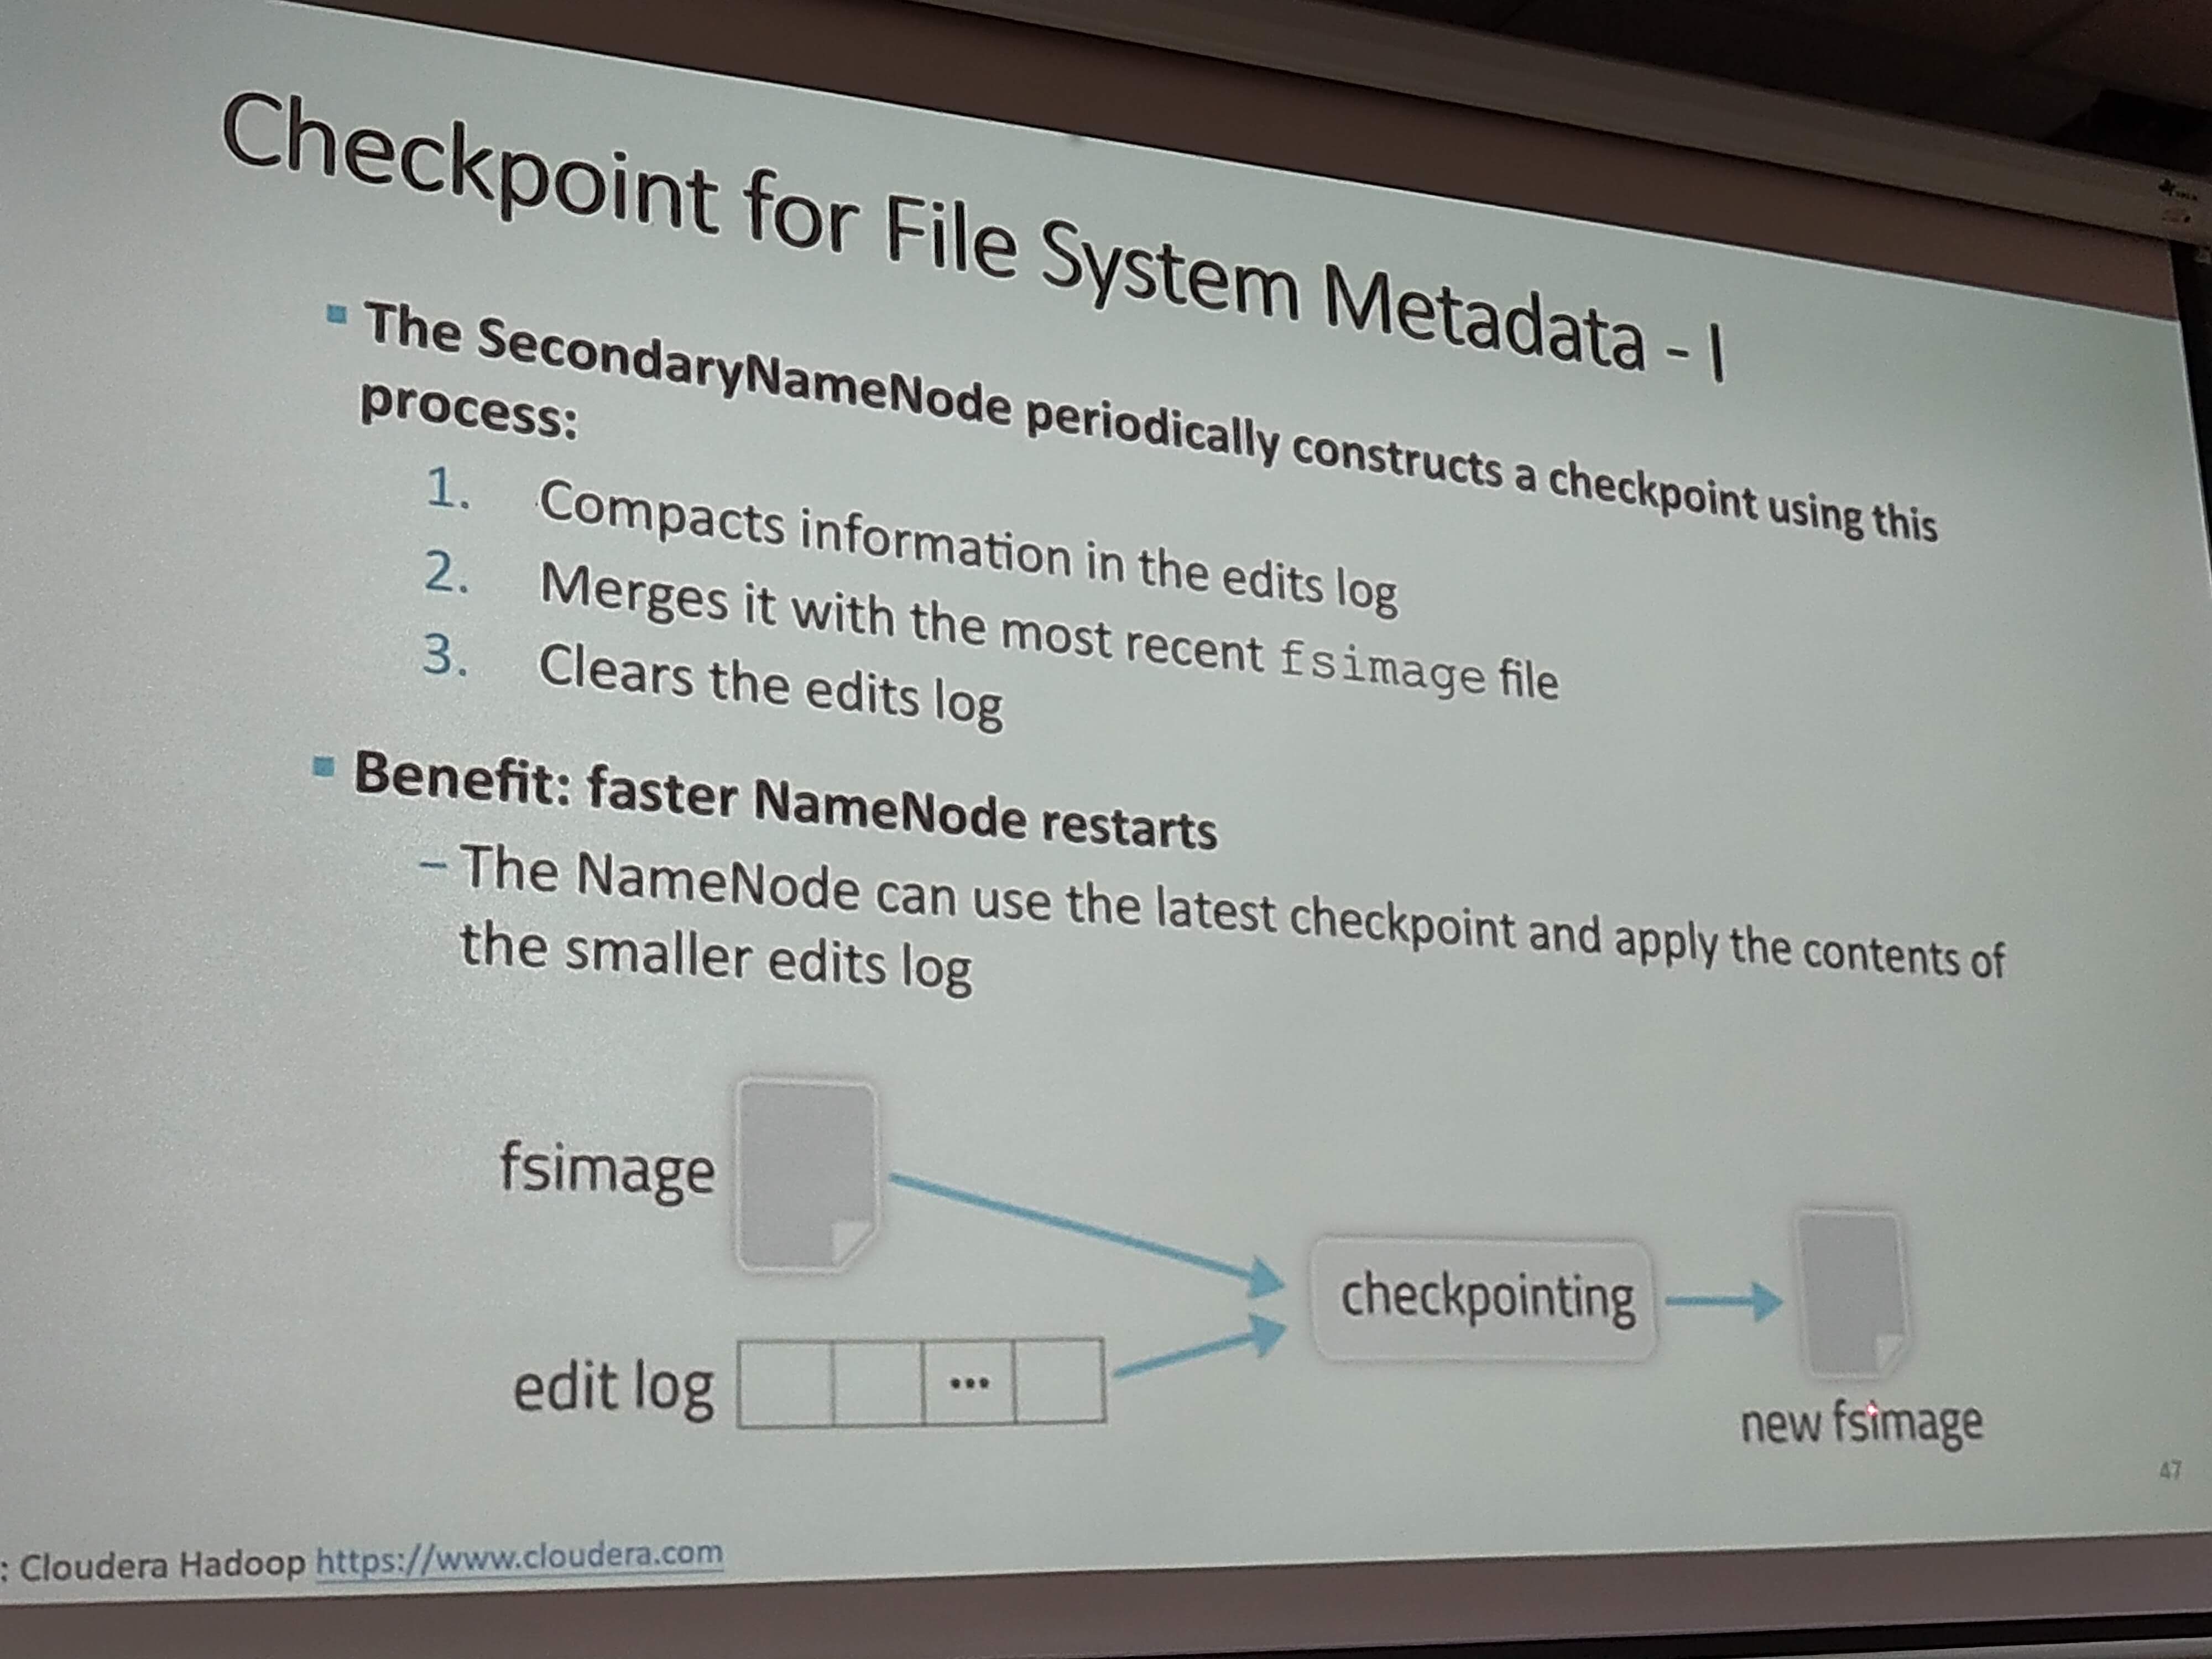 Checkpoint for File System Metadata - I
▪ The SecondaryNameNode periodically constructs a checkpoint using this
process:
1. Compacts information in the edits log
2. Merges it with the most recent fsimage file
3. Clears the edits log
▪ Benefit: faster NameNode restarts
– The NameNode can use the latest checkpoint and apply the contents of
the smaller edits log
fsimage
checkpointing
edit log
...
new fsimage
47
: Cloudera Hadoop https://www.cloudera.com